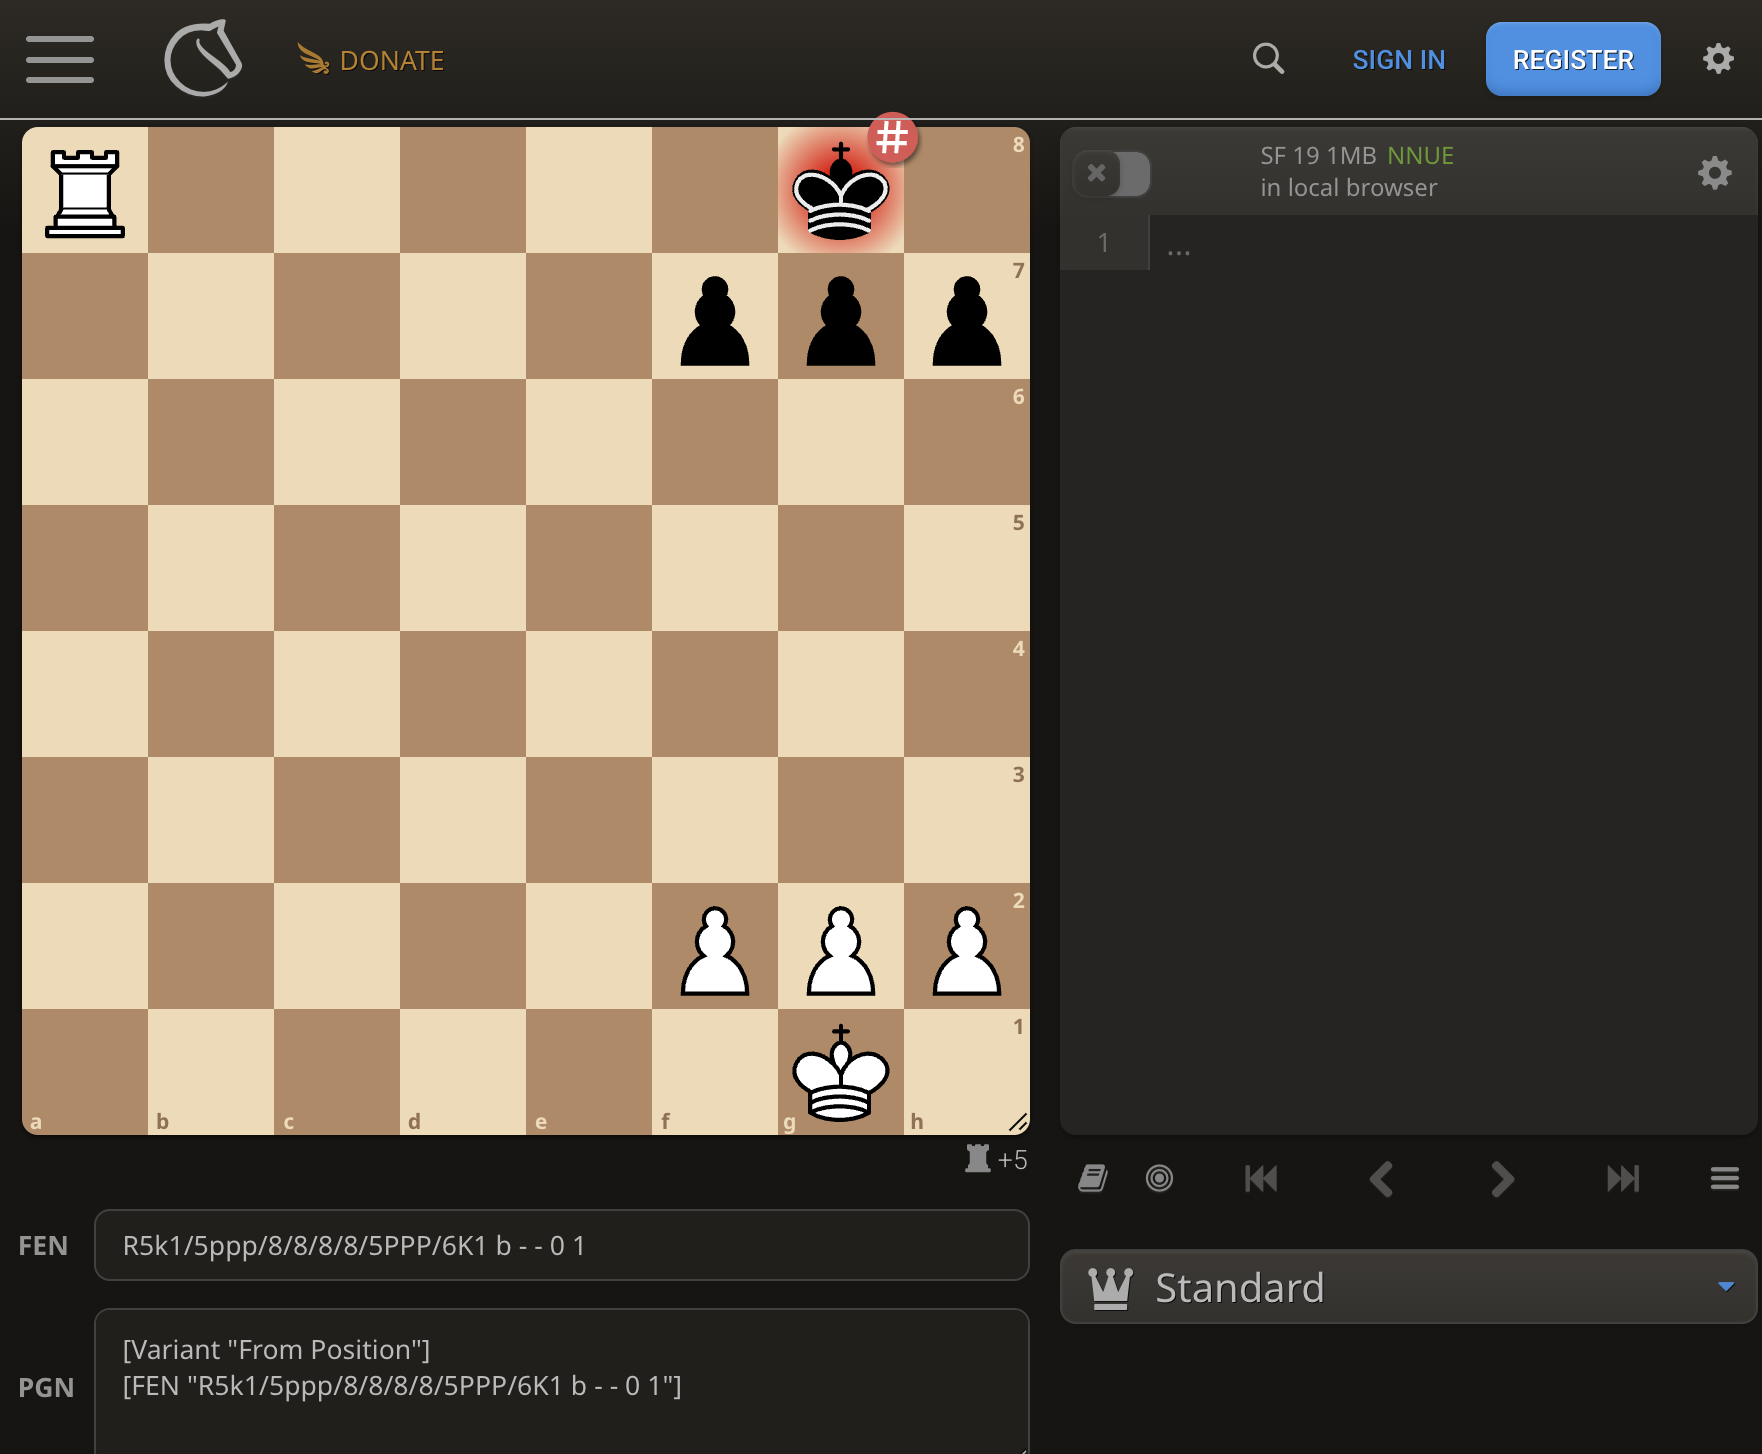 DONATE
SIGN IN
REGISTER
#
8
7
6
5
4
3
2
1
a b c d e f g h
+5
SF 19 1MB NNUE
in local browser
1 ...
FEN R5k1/5ppp/8/8/8/8/5PPP/6K1 b - - 0 1
Standard
PGN
[Variant "From Position"]
[FEN "R5k1/5ppp/8/8/8/8/5PPP/6K1 b - - 0 1"]